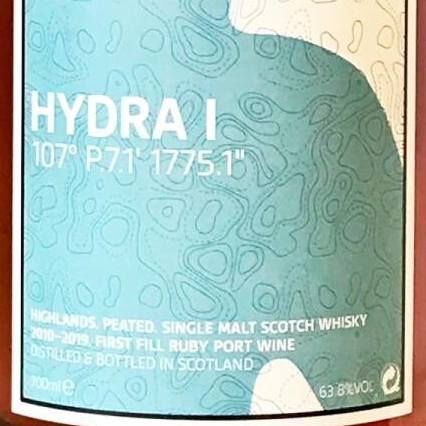 HYDRA I
107° P.7.1' 1775.1"
HIGHLANDS, PEATED. SINGLE MALT SCOTCH WHISKY
2010-2019, FIRST FILL RUBY PORT WINE
DISTILLED & BOTTLED IN SCOTLAND
700ml e
63.8%VOL